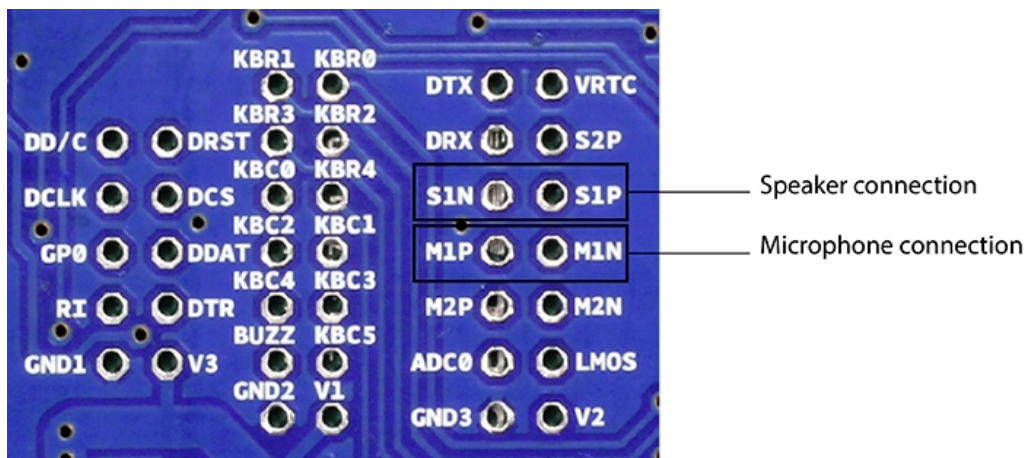 KBR1 KBR0
DTX VRTC
KBR3 KBR2
DD/C DRST DRX S2P
KBC0 KBR4
DCLK DCS S1N S1P Speaker connection
KBC2 KBC1
GP0 DDAT M1P M1N Microphone connection
KBC4 KBC3
RI DTR M2P M2N
BUZZ KBC5
GND1 V3 ADC0 LMOS
GND2 V1
GND3 V2